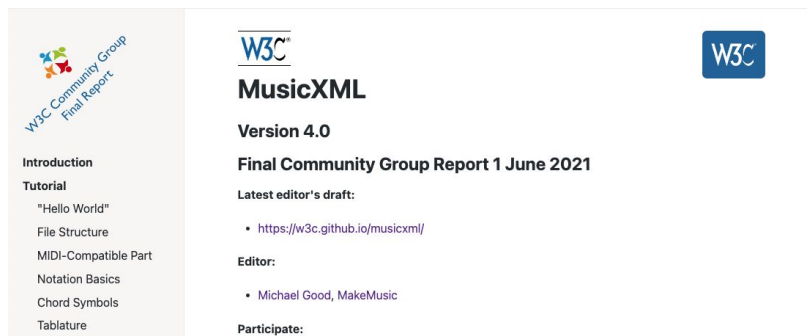 W3C Community Group
Final Report
Introduction
Tutorial
"Hello World"
File Structure
MIDI-Compatible Part
Notation Basics
Chord Symbols
Tablature
W3C®
W3C
MusicXML
Version 4.0
Final Community Group Report 1 June 2021
Latest editor's draft:
• https://w3c.github.io/musicxml/
Editor:
• Michael Good, MakeMusic
Participate: